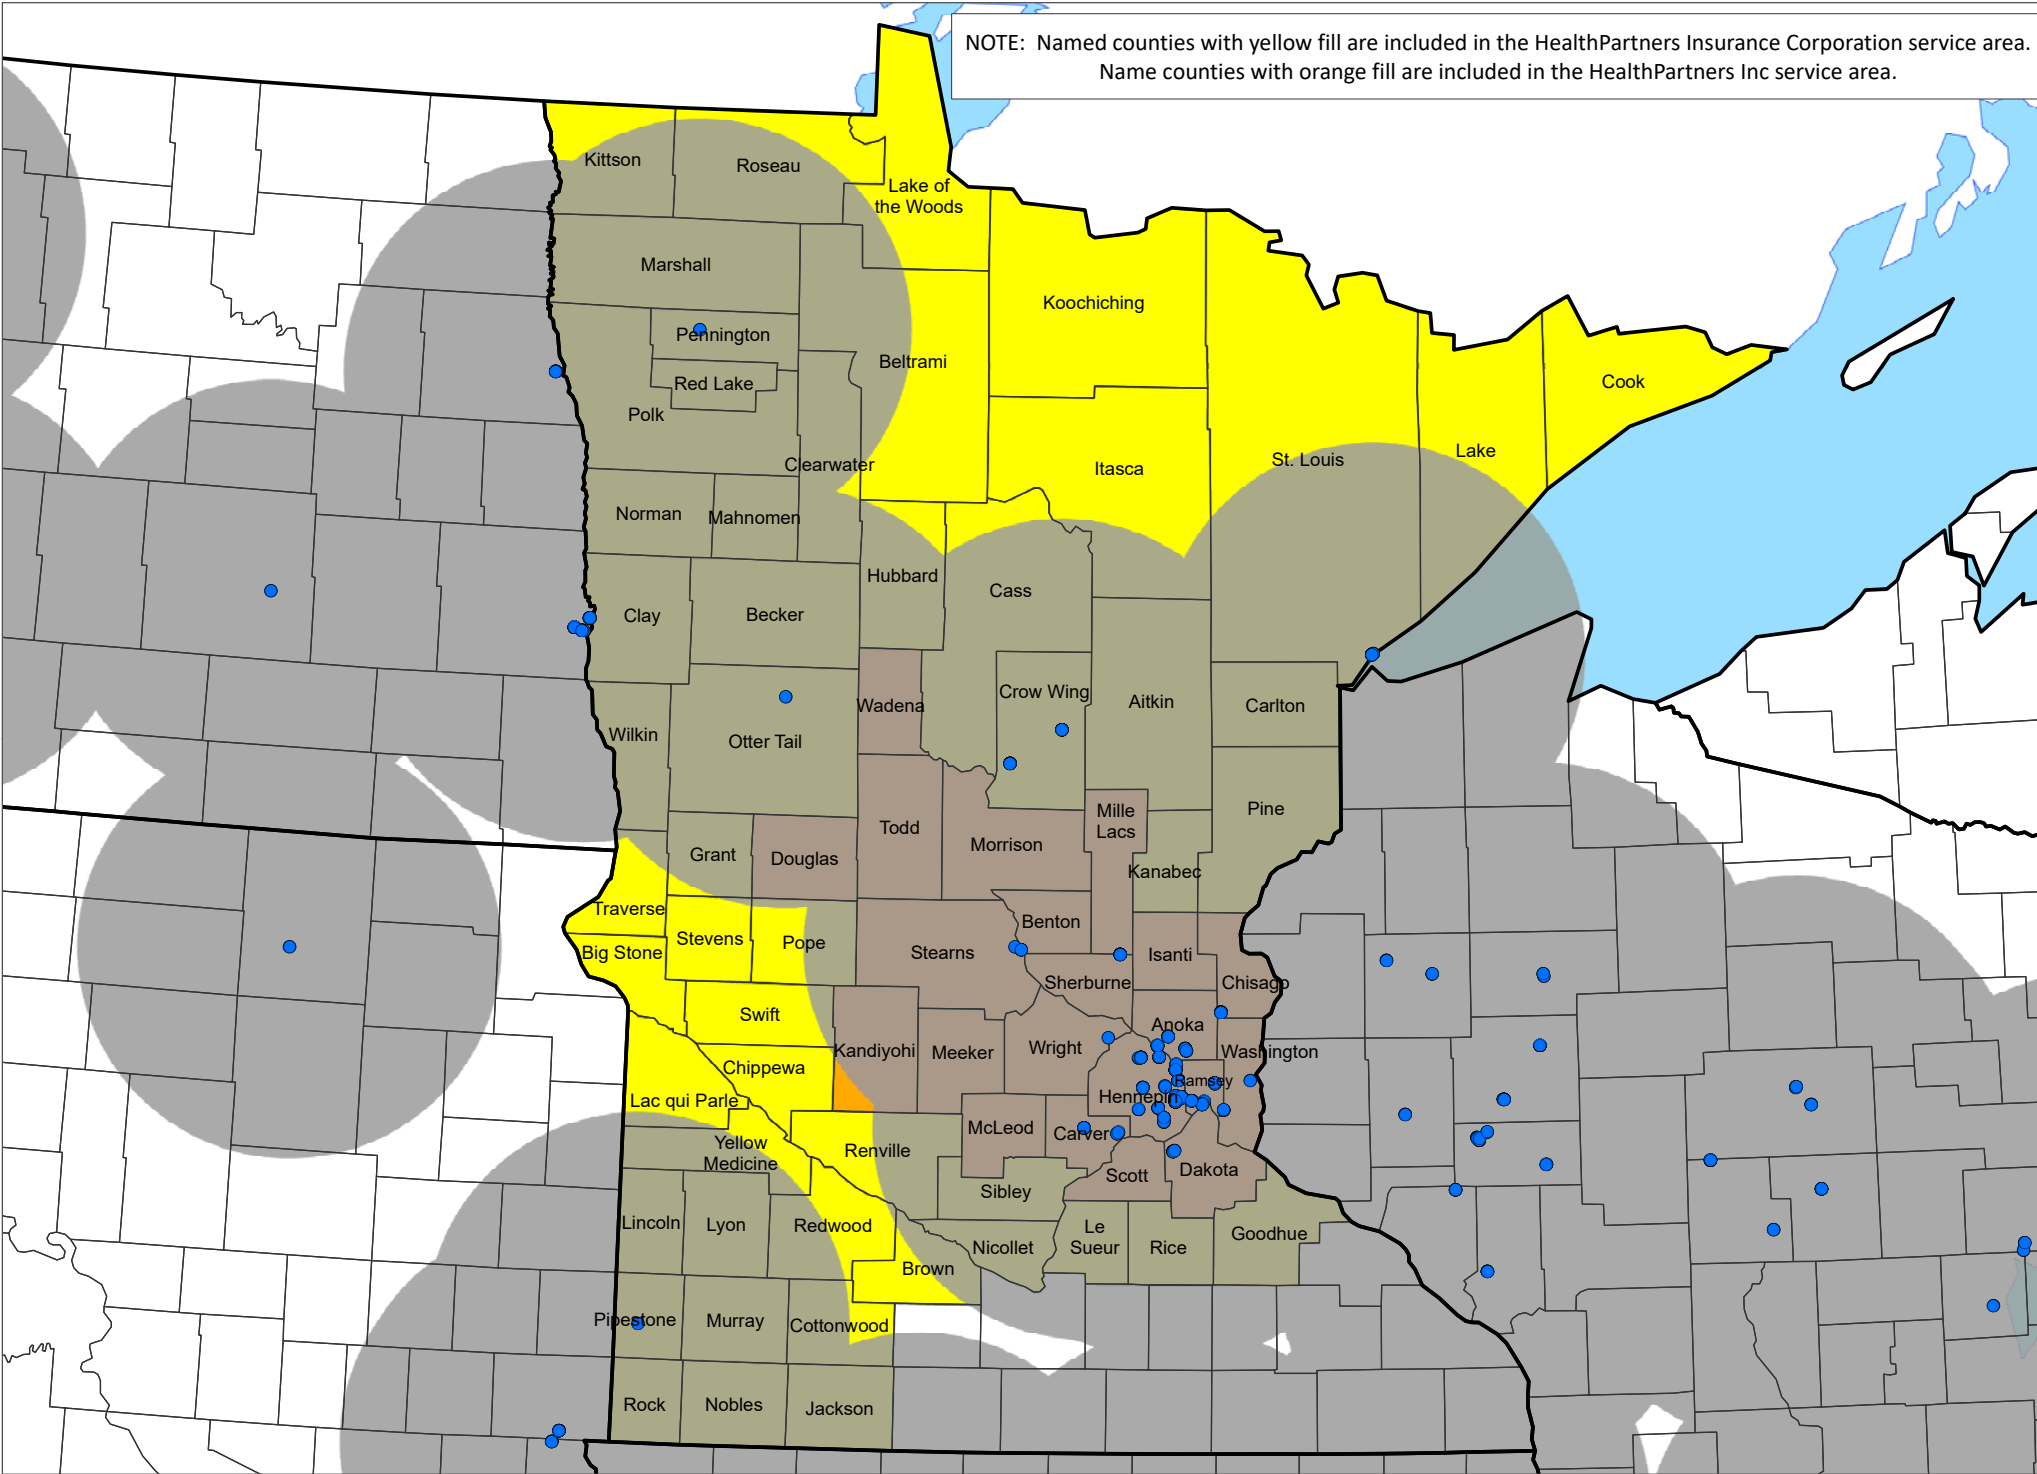 NOTE: Named counties with yellow fill are included in the HealthPartners Insurance Corporation service area.
Name counties with orange fill are included in the HealthPartners Inc service area.
Kittson
Roseau
Lake of
the Woods
Marshall
Koochiching
Pennington
Beltrami
Red Lake
Cook
Polk
Lake
St. Louis
Clearwater
Itasca
Norman
Mahnomen
Hubbard
Cass
Clay
Becker
Crow Wing
Aitkin
Carlton
Wadena
Wilkin
Otter Tail
Pine
Mille
Lacs
Todd
Morrison
Grant
Douglas
Kanabec
Traverse
Benton
Stevens
Pope
Big Stone
Stearns
Isanti
Sherburne
Chisago
Swift
Anoka
Wright
Kandiyohi
Meeker
Washington
Chippewa
Ramsey
Hennepin
Lac qui Parle
McLeod
Carver
Yellow
Medicine
Renville
Scott
Dakota
Sibley
Lincoln
Lyon
Redwood
Le
Sueur
Rice
Goodhue
Nicollet
Brown
Pipestone
Murray
Cottonwood
Rock
Nobles
Jackson